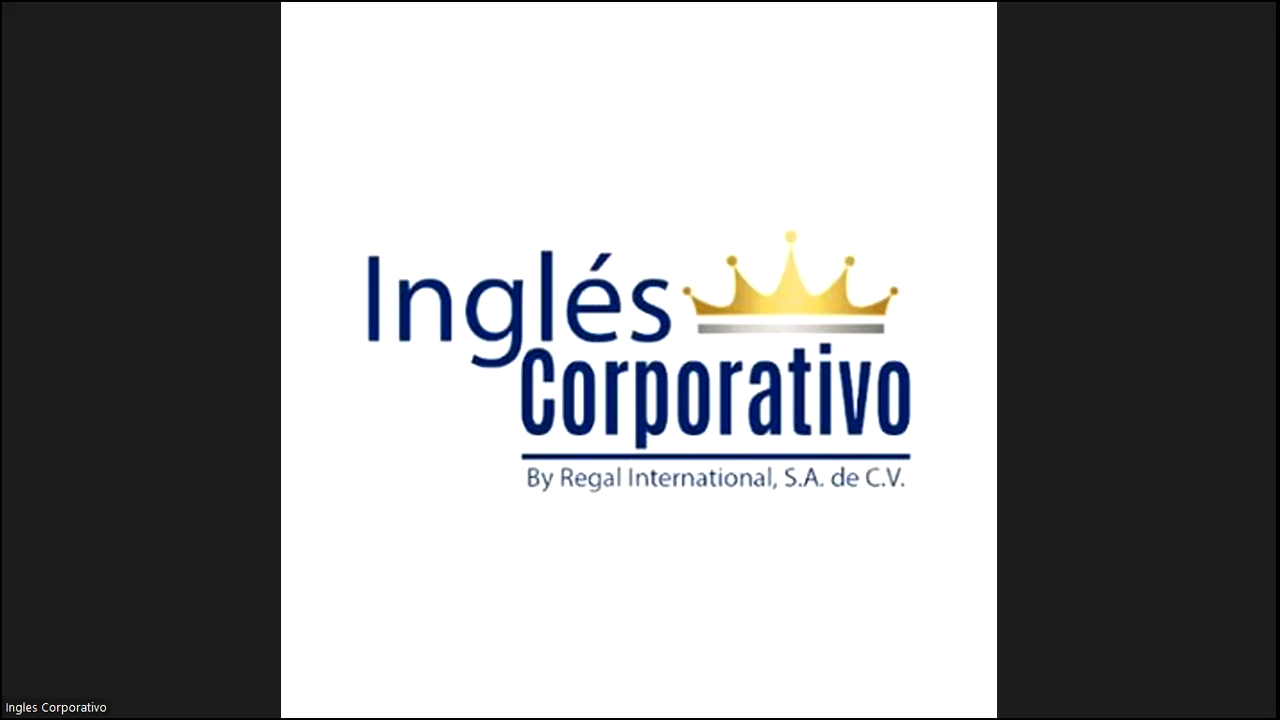 Inglés
Corporativo
By Regal International, S.A. de C.V.
Ingles Corporativo